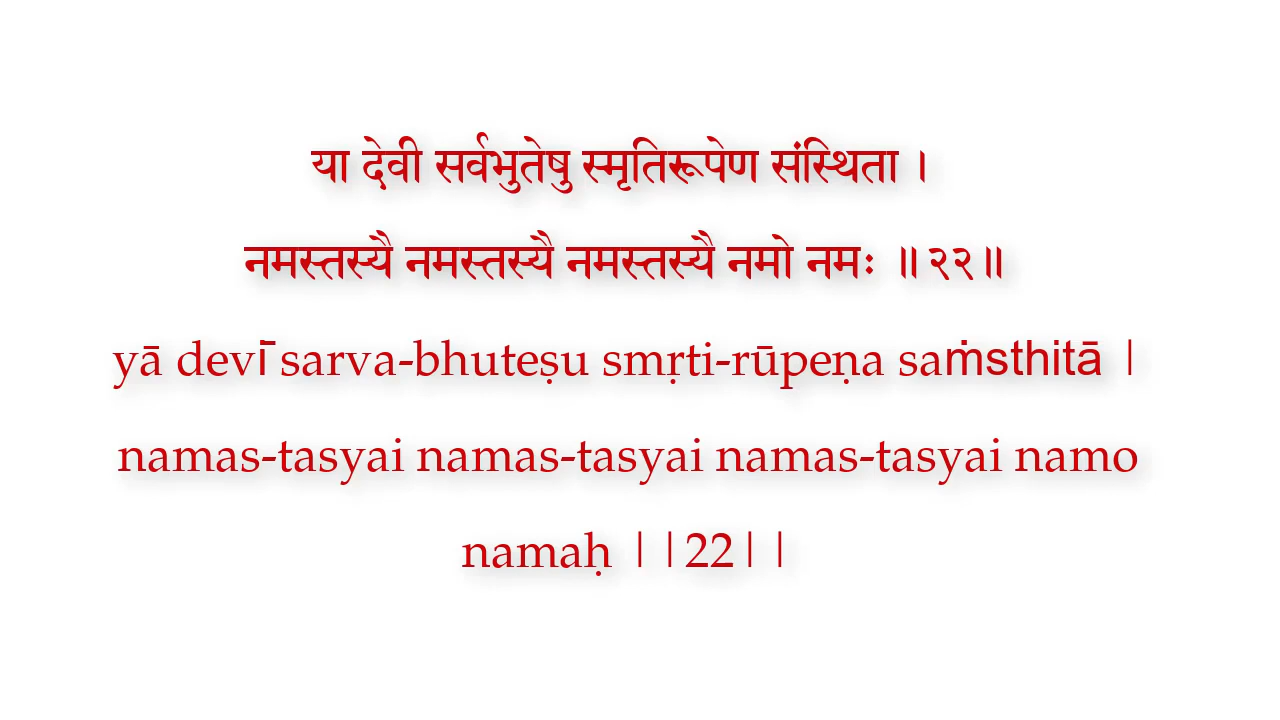 या देवी सर्वभुतेषु स्मृतिरूपेण संस्थिता ।
नमस्तस्यै नमस्तस्यै नमस्तस्यै नमो नमः ॥२२॥
yā devī sarva-bhuteṣu smṛti-rūpeṇa saṁsthitā |
namas-tasyai namas-tasyai namas-tasyai namo
namaḥ ||22||